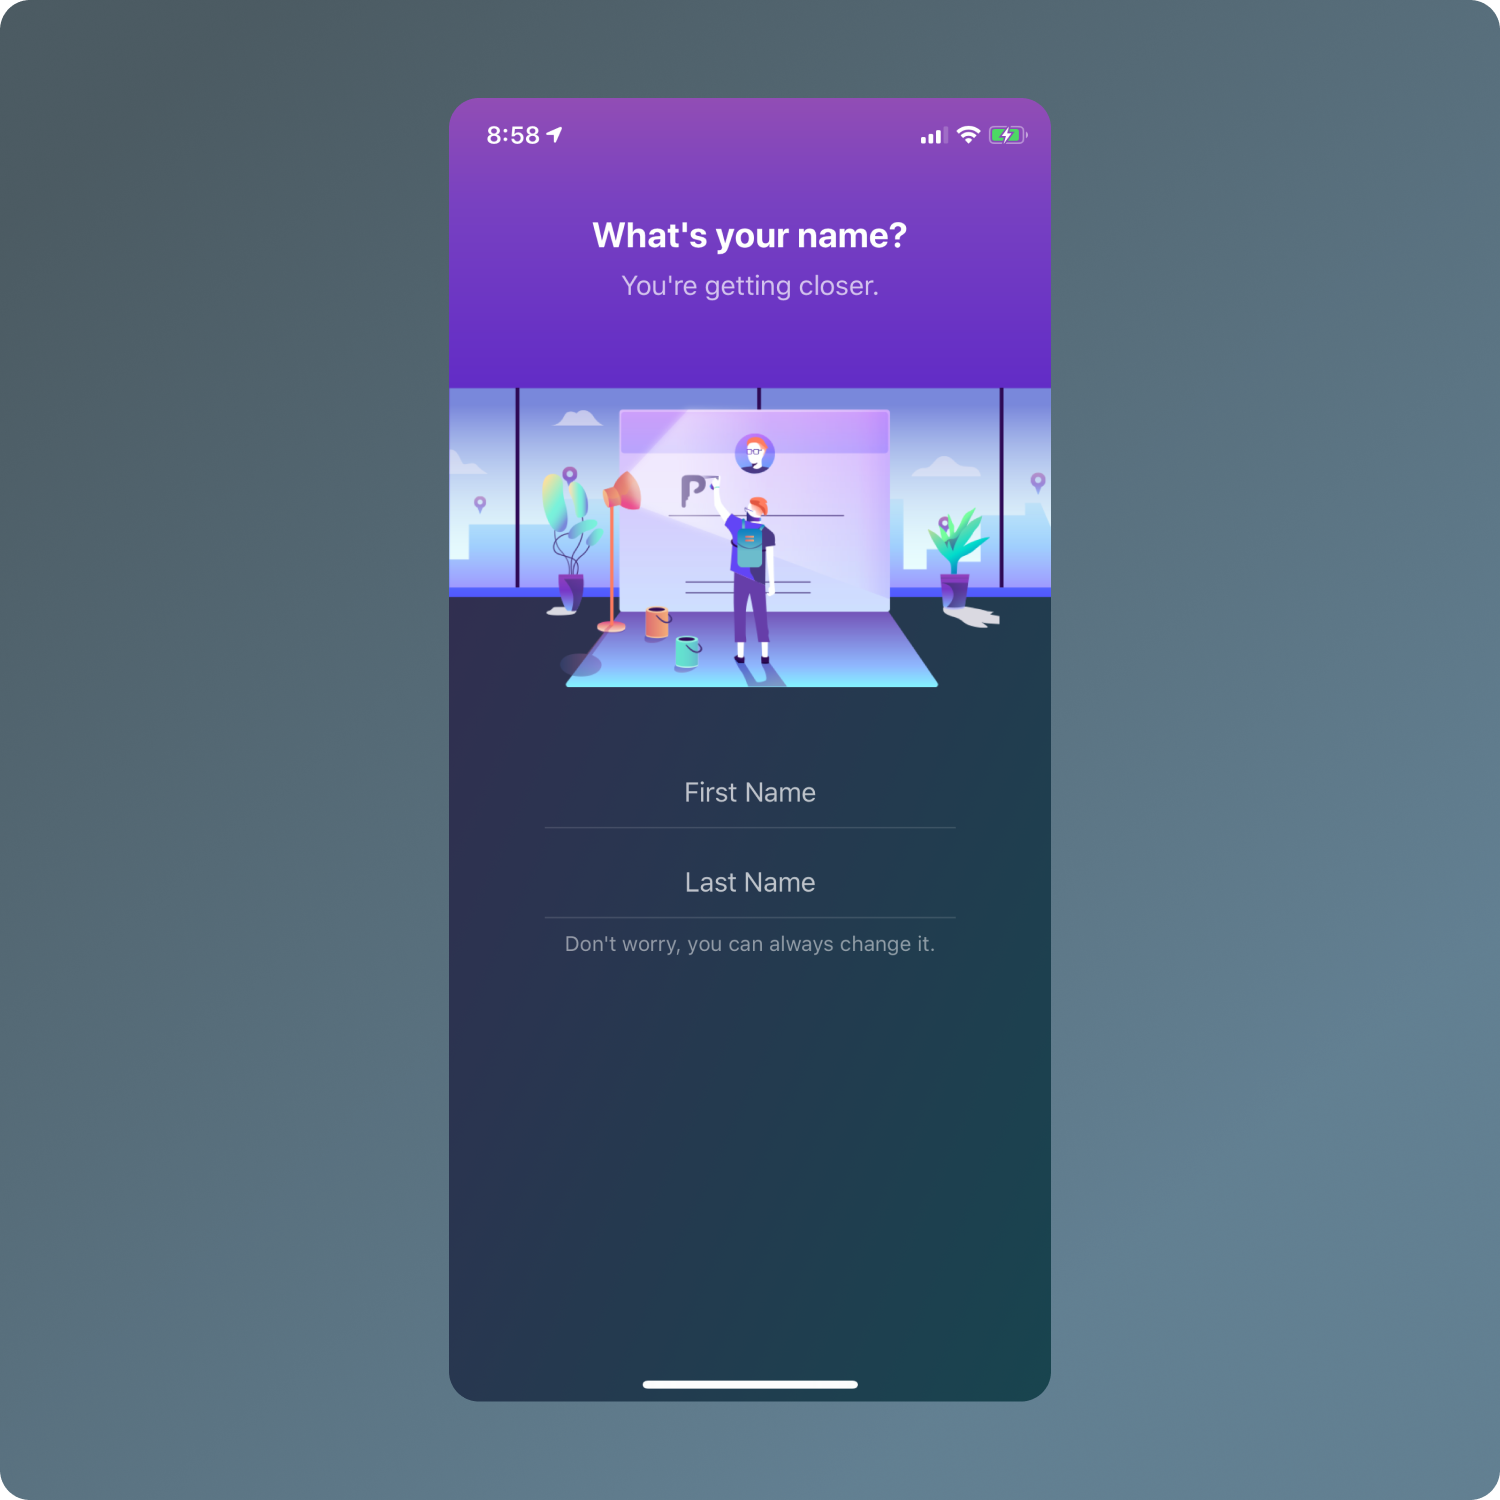 8:58
What's your name?
You're getting closer.
P
First Name
Last Name
Don't worry, you can always change it.